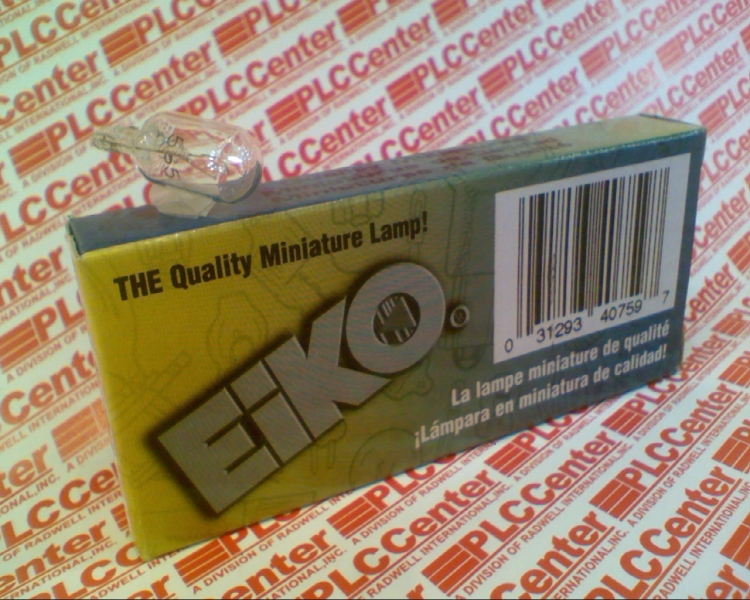 THE Quality Miniature Lamp!
EiKO
0 31293 40759 7
La lampe miniature de qualité
¡Lámpara en miniatura de calidad!
PLCCenter
A DIVISION OF RADWELL INTERNATIONAL, INC.